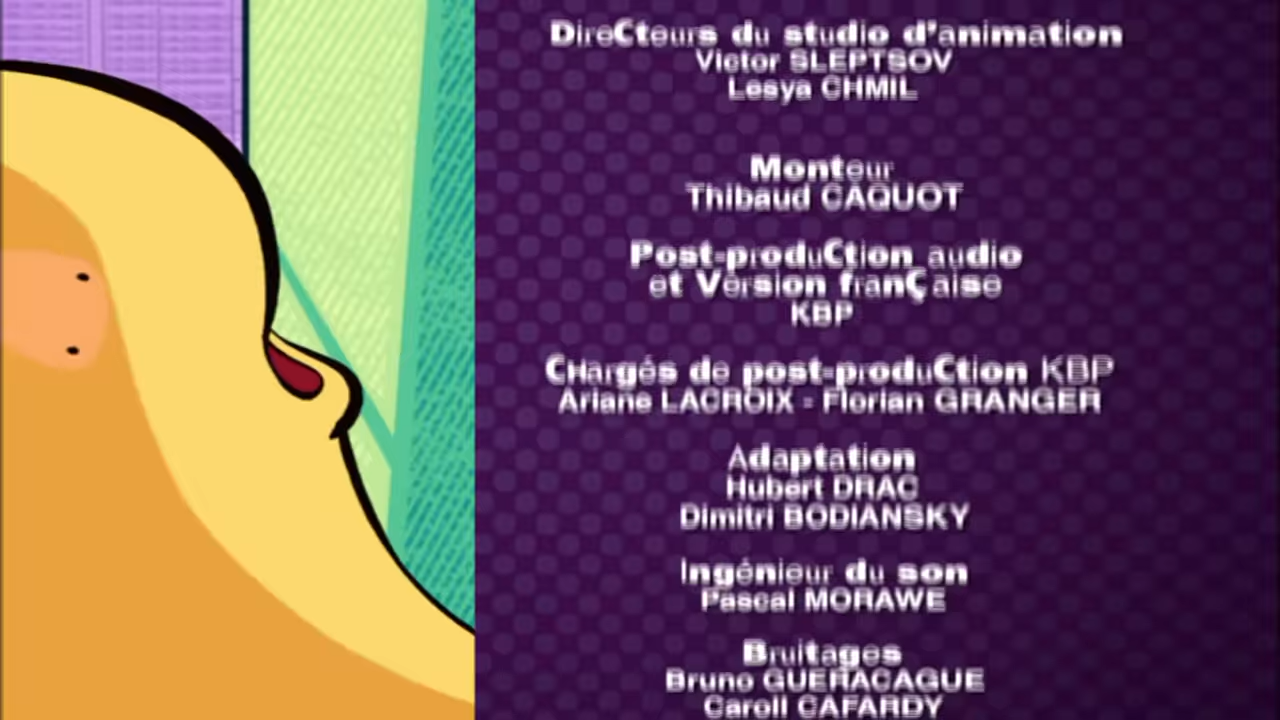 DireCteurs du studio d'animation
Victor SLEPTSOV
Lesya CHMIL
Monteur
Thibaud CAQUOT
Post-produCtion audio
et Version franÇaise
KBP
CHargés de post-produCtion KBP
Ariane LACROIX - Florian GRANGER
Adaptation
Hubert DRAC
Dimitri BODIANSKY
Ingénieur du son
Pascal MORAWE
Bruitages
Bruno GUERACAGUE
Caroll CAFARDY